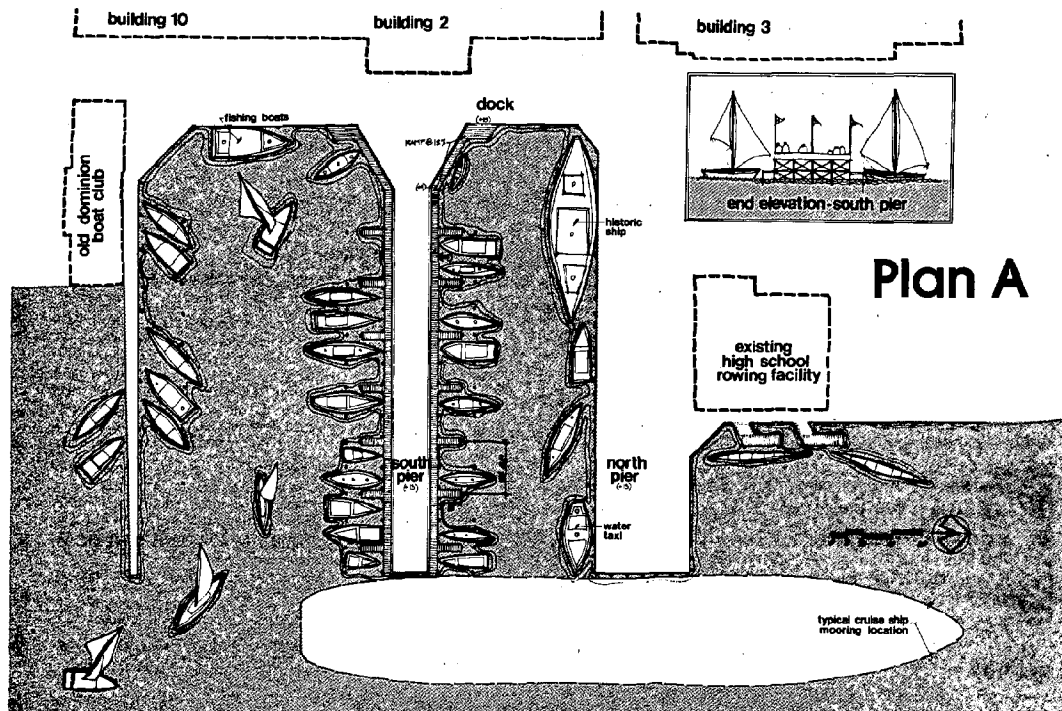 building 10
building 2
building 3
dock
(+8)
fishing boats
old dominion
boat club
historic
ship
end elevation-south pier
Plan A
existing
high school
rowing facility
south
pier
north
pier
water
taxi
typical cruise ship
mooring location